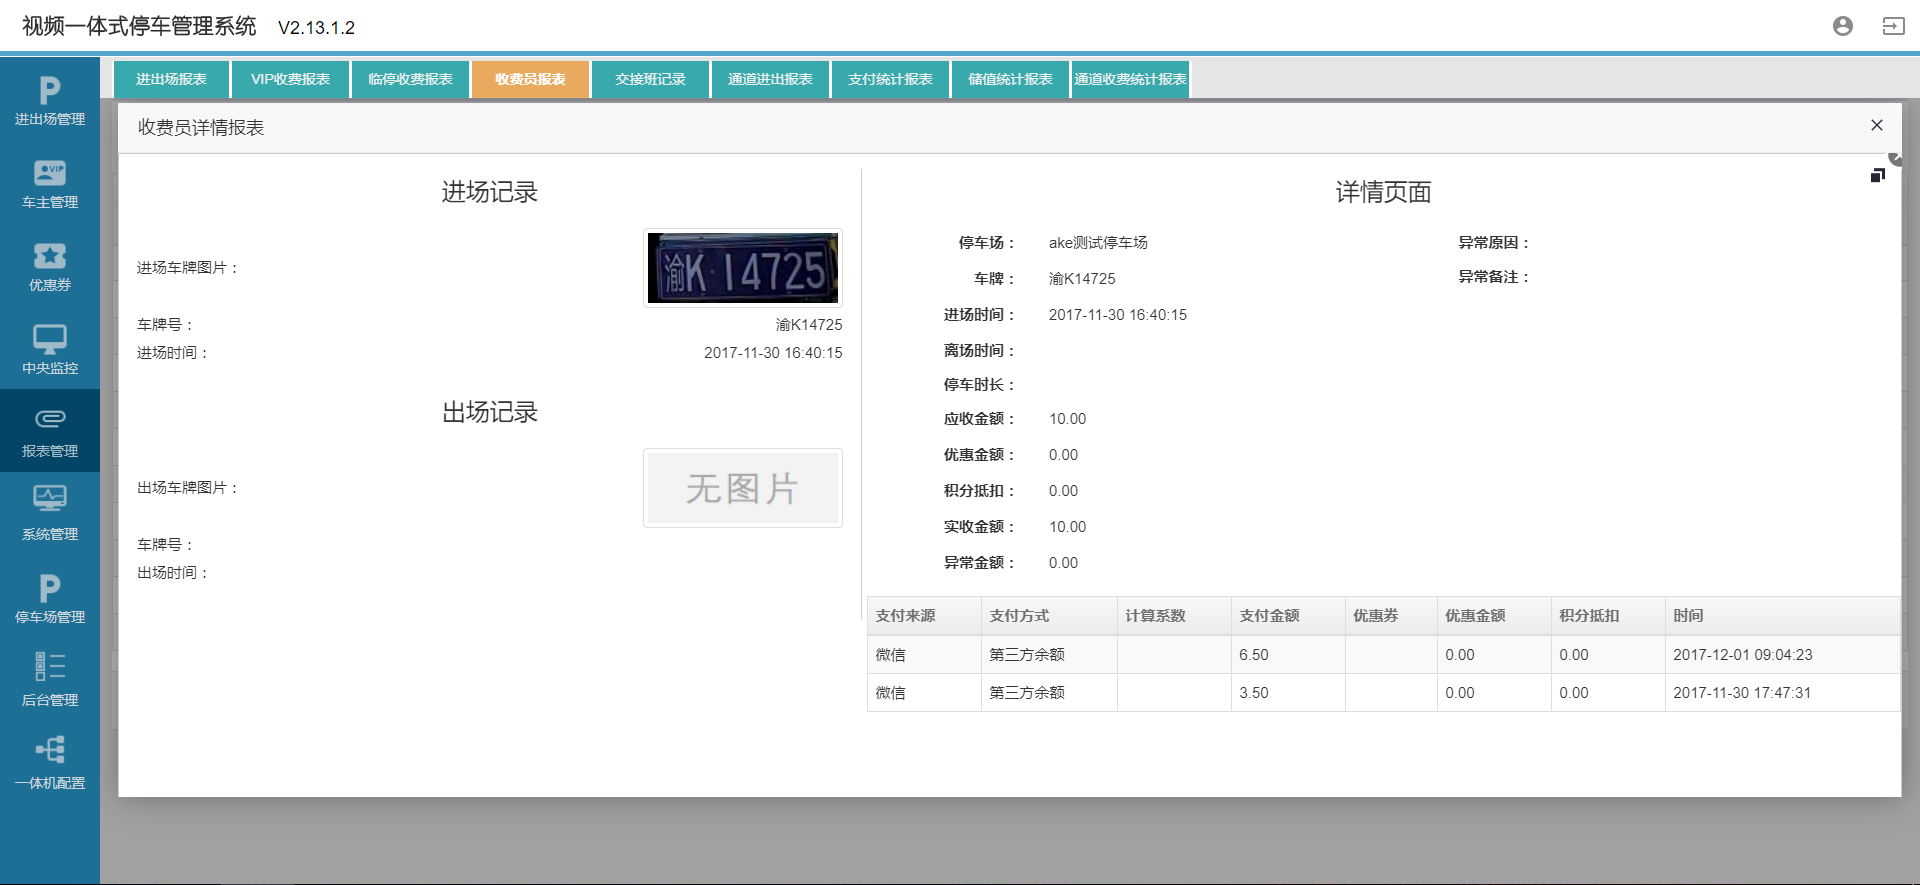 视频一体式停车管理系统 V2.13.1.2
进出场报表 VIP收费报表 临停收费报表 收费员报表 交接班记录 通道进出报表 支付统计报表 储值统计报表 通道收费统计报表
进出场管理
VIP
车主管理
优惠券
中央监控
报表管理
系统管理
停车场管理
后台管理
一体机配置
收费员详情报表
进场记录
进场车牌图片：
渝K·14725
车牌号： 渝K14725
进场时间： 2017-11-30 16:40:15
出场记录
出场车牌图片：
无图片
车牌号：
出场时间：
详情页面
停车场： ake测试停车场 异常原因：
车牌： 渝K14725 异常备注：
进场时间： 2017-11-30 16:40:15
离场时间：
停车时长：
应收金额： 10.00
优惠金额： 0.00
积分抵扣： 0.00
实收金额： 10.00
异常金额： 0.00
支付来源 支付方式 计算系数 支付金额 优惠券 优惠金额 积分抵扣 时间
微信 第三方余额 6.50 0.00 0.00 2017-12-01 09:04:23
微信 第三方余额 3.50 0.00 0.00 2017-11-30 17:47:31